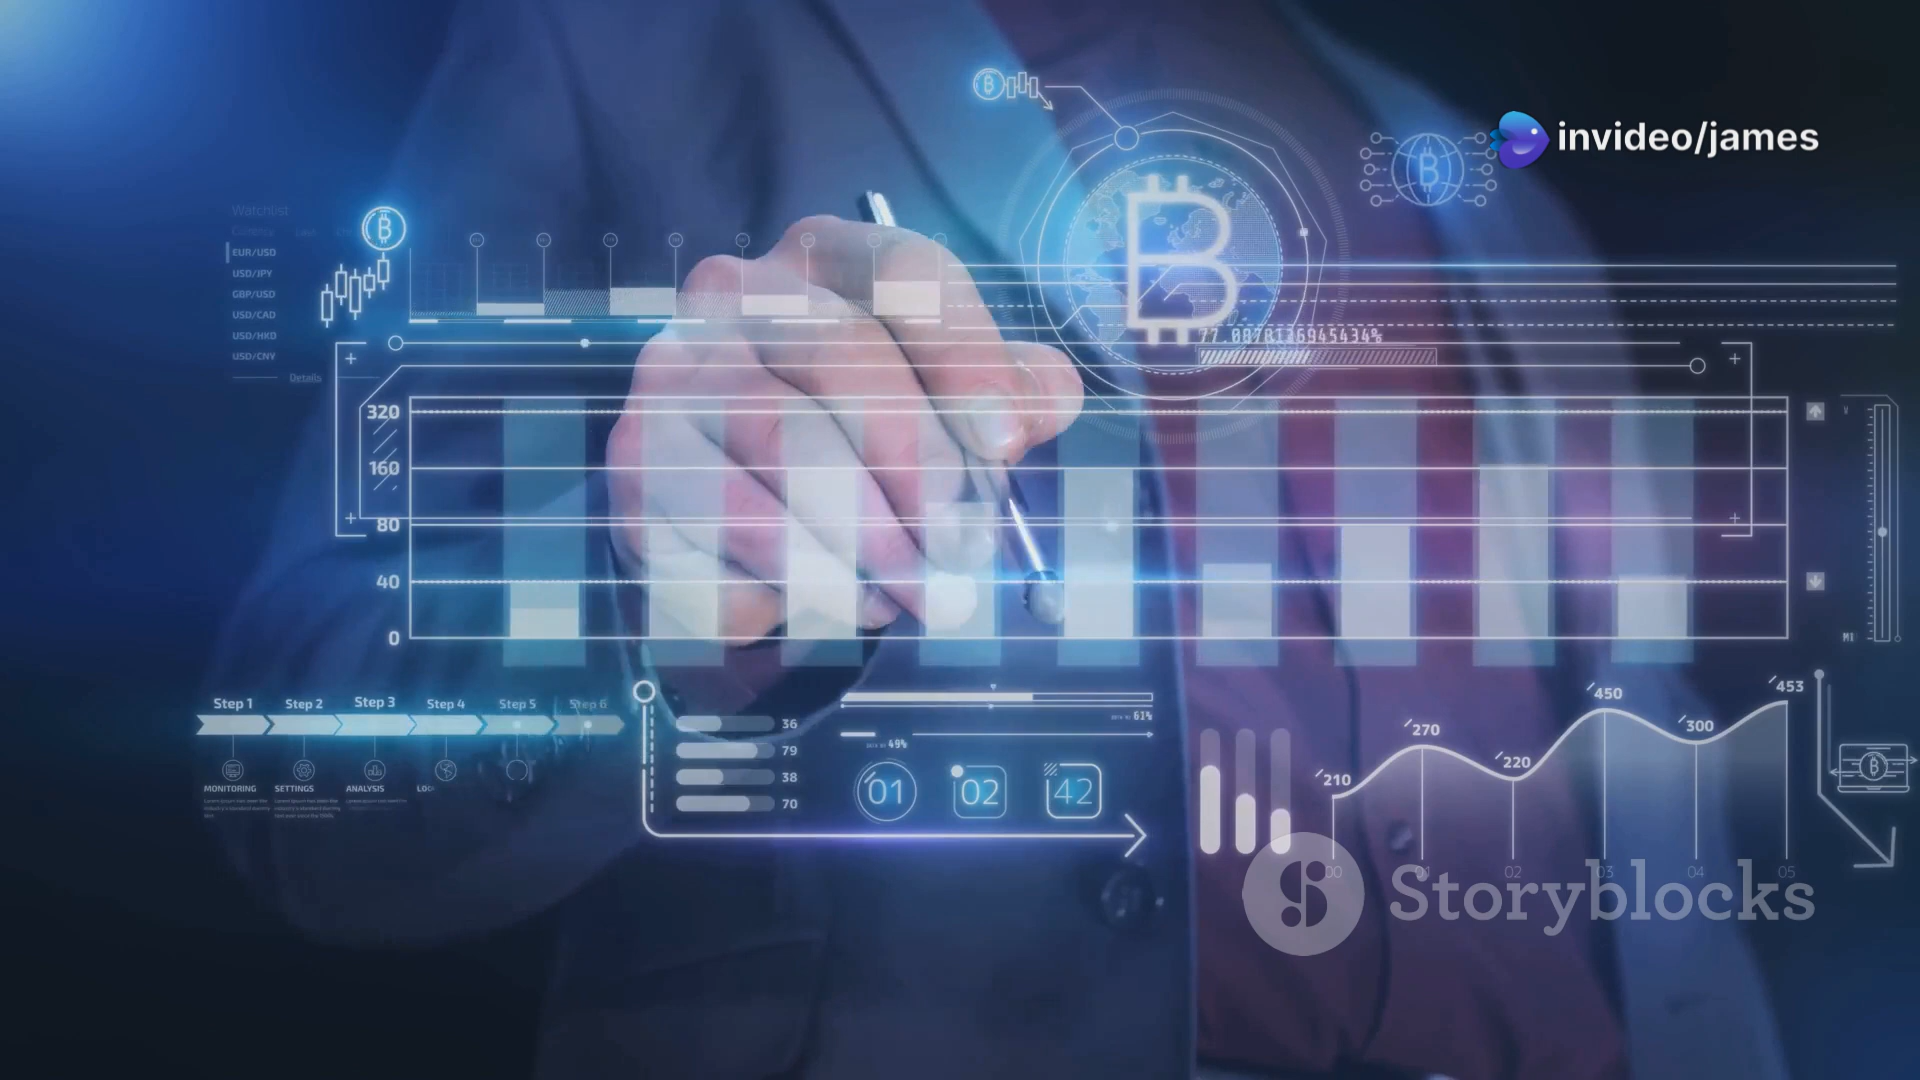 invideo/james
Watchlist
Currency
EUR/USD
USD/JPY
GBP/USD
USD/CAD
USD/HKD
USD/CNY
Details
77.0878136945434%
320
160
80
40
0
Step 1
Step 2
Step 3
Step 4
Step 5
Step 6
MONITORING
SETTINGS
ANALYSIS
36
79
38
70
61%
49%
01
02
42
210
270
220
450
300
453
00
01
02
03
04
05
Storyblocks